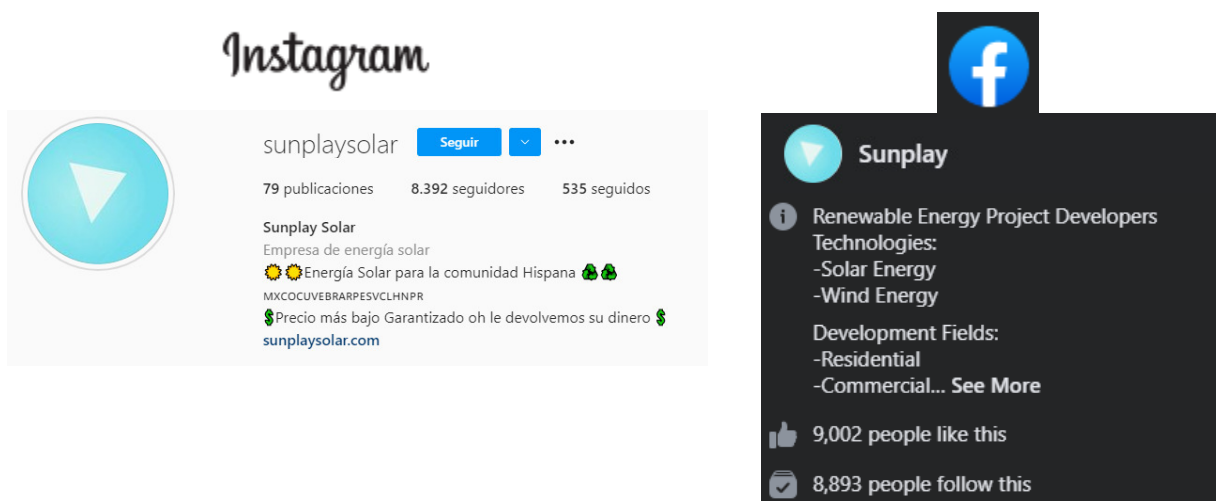 Instagram
sunplaysolar Seguir
79 publicaciones 8.392 seguidores 535 seguidos
Sunplay Solar
Empresa de energía solar
Energía Solar para la comunidad Hispana
MXCOCUVEBRARPESVCLHNPR
Precio más bajo Garantizado oh le devolvemos su dinero
sunplaysolar.com
Sunplay
Renewable Energy Project Developers
Technologies:
-Solar Energy
-Wind Energy
Development Fields:
-Residential
-Commercial... See More
9,002 people like this
8,893 people follow this